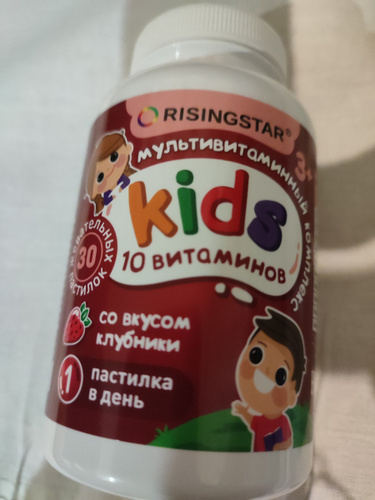 RISINGSTAR®
мультивитаминный комплекс
3+
kids
10 витаминов
30
жевательных
пастилок
со вкусом
клубники
1
пастилка
в день